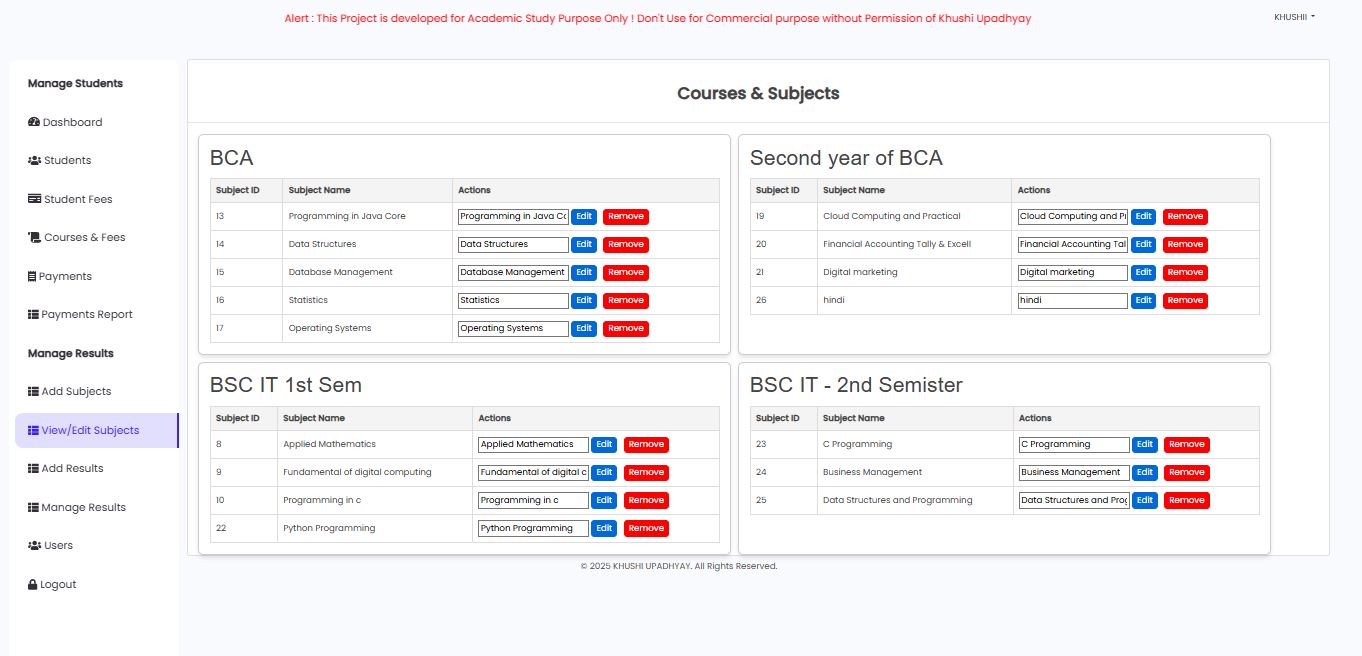 Alert : This Project is developed for Academic Study Purpose Only ! Don't Use for Commercial purpose without Permission of Khushi Upadhyay
KHUSHII
Manage Students
Dashboard
Students
Student Fees
Courses & Fees
Payments
Payments Report
Manage Results
Add Subjects
View/Edit Subjects
Add Results
Manage Results
Users
Logout
Courses & Subjects
BCA
Subject ID Subject Name Actions
13 Programming in Java Core Programming in Java Co Edit Remove
14 Data Structures Data Structures Edit Remove
15 Database Management Database Management Edit Remove
16 Statistics Statistics Edit Remove
17 Operating Systems Operating Systems Edit Remove
Second year of BCA
Subject ID Subject Name Actions
19 Cloud Computing and Practical Cloud Computing and Pr Edit Remove
20 Financial Accounting Tally & Excell Financial Accounting Tal Edit Remove
21 Digital marketing Digital marketing Edit Remove
26 hindi hindi Edit Remove
BSC IT 1st Sem
Subject ID Subject Name Actions
8 Applied Mathematics Applied Mathematics Edit Remove
9 Fundamental of digital computing Fundamental of digital c Edit Remove
10 Programming in c Programming in c Edit Remove
22 Python Programming Python Programming Edit Remove
BSC IT - 2nd Semister
Subject ID Subject Name Actions
23 C Programming C Programming Edit Remove
24 Business Management Business Management Edit Remove
25 Data Structures and Programming Data Structures and Prog Edit Remove
© 2025 KHUSHI UPADHYAY. All Rights Reserved.